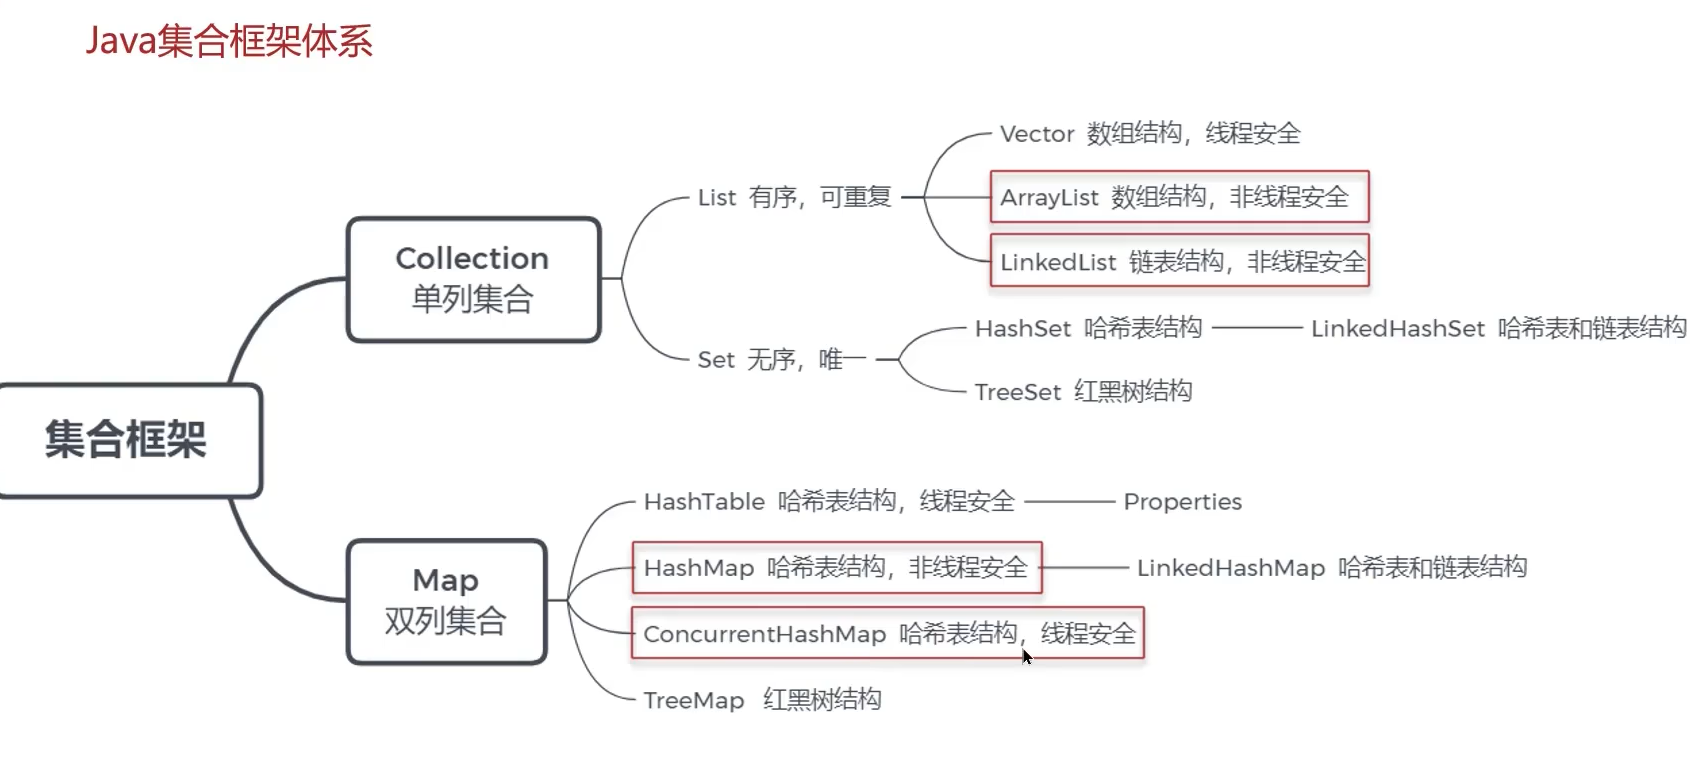 Java集合框架体系
集合框架
Collection
单列集合
List 有序，可重复
Vector 数组结构，线程安全
ArrayList 数组结构，非线程安全
LinkedList 链表结构，非线程安全
Set 无序，唯一
HashSet 哈希表结构
LinkedHashSet 哈希表和链表结构
TreeSet 红黑树结构
Map
双列集合
HashTable 哈希表结构，线程安全
Properties
HashMap 哈希表结构，非线程安全
LinkedHashMap 哈希表和链表结构
ConcurrentHashMap 哈希表结构，线程安全
TreeMap 红黑树结构